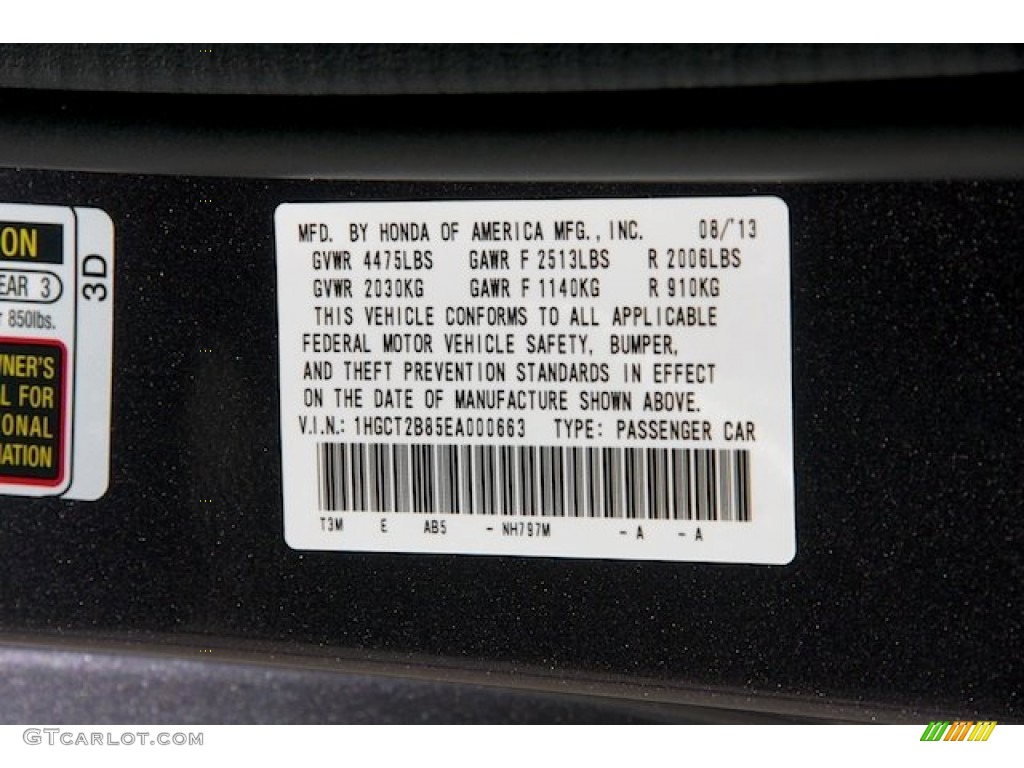 ON
EAR 3
850lbs.
WNER'S
L FOR
IONAL
MATION
3D
MFD. BY HONDA OF AMERICA MFG., INC. 08/'13
GVWR 4475LBS GAWR F 2513LBS R 2006LBS
GVWR 2030KG GAWR F 1140KG R 910KG
THIS VEHICLE CONFORMS TO ALL APPLICABLE
FEDERAL MOTOR VEHICLE SAFETY, BUMPER,
AND THEFT PREVENTION STANDARDS IN EFFECT
ON THE DATE OF MANUFACTURE SHOWN ABOVE.
V.I.N.: 1HGCT2B85EA000663 TYPE: PASSENGER CAR
T3M E AB5 - NH797M - A - A
GTCARLOT.COM